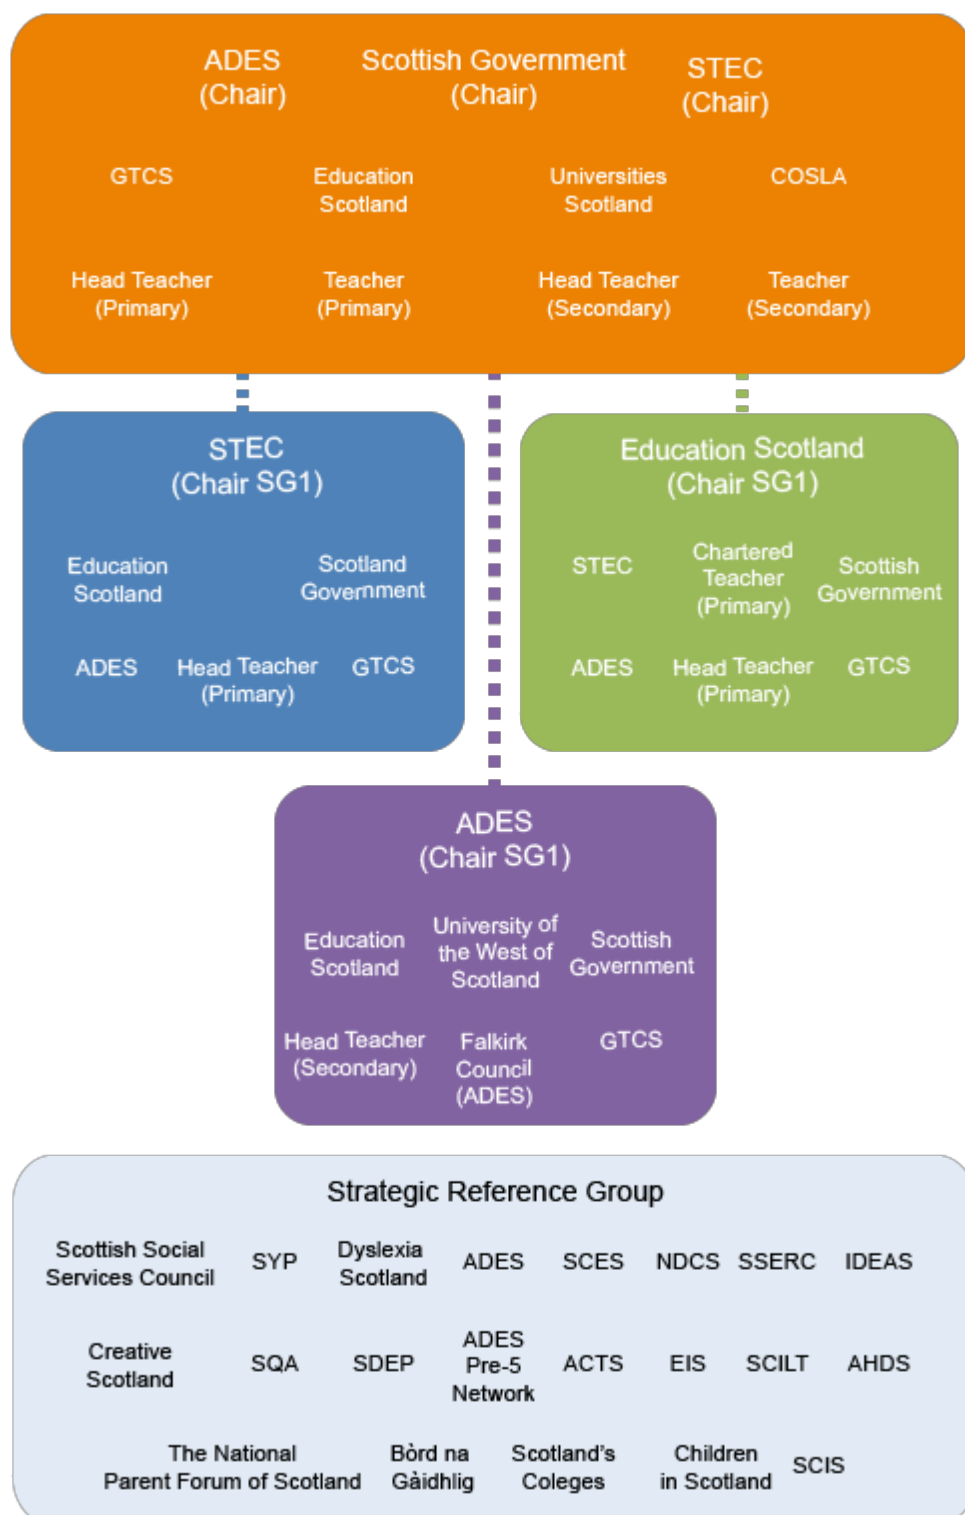 ADES
(Chair)
Scottish Government
(Chair)
STEC
(Chair)
GTCS
Education
Scotland
Universities
Scotland
COSLA
Head Teacher
(Primary)
Teacher
(Primary)
Head Teacher
(Secondary)
Teacher
(Secondary)
STEC
(Chair SG1)
Education
Scotland
Scotland
Government
ADES
Head Teacher
(Primary)
GTCS
Education Scotland
(Chair SG1)
STEC
Chartered
Teacher
(Primary)
Scottish
Government
ADES
Head Teacher
(Primary)
GTCS
ADES
(Chair SG1)
Education
Scotland
University of
the West of
Scotland
Scottish
Government
Head Teacher
(Secondary)
Falkirk
Council
(ADES)
GTCS
Strategic Reference Group
Scottish Social
Services Council
SYP
Dyslexia
Scotland
ADES
SCES
NDCS
SSERC
IDEAS
Creative
Scotland
SQA
SDEP
ADES
Pre-5
Network
ACTS
EIS
SCILT
AHDS
The National
Parent Forum of Scotland
Bòrd na
Gàidhlig
Scotland's
Coleges
Children
in Scotland
SCIS